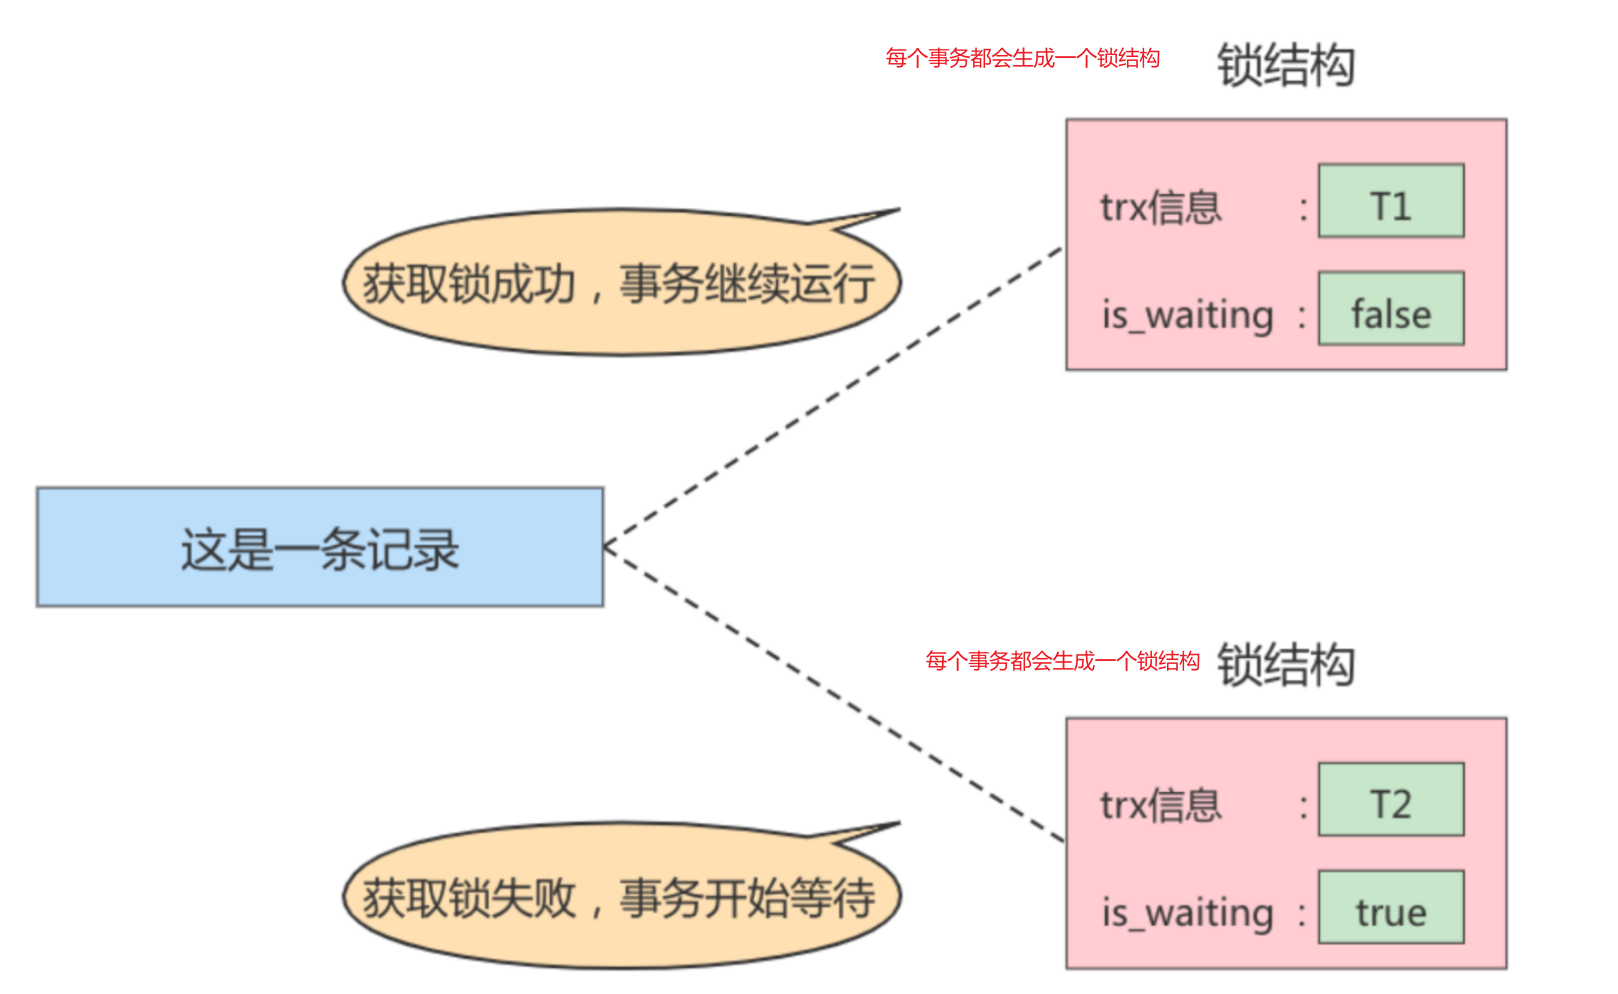 每个事务都会生成一个锁结构
锁结构
trx信息 : T1
is_waiting : false
获取锁成功，事务继续运行
这是一条记录
每个事务都会生成一个锁结构
锁结构
trx信息 : T2
is_waiting : true
获取锁失败，事务开始等待